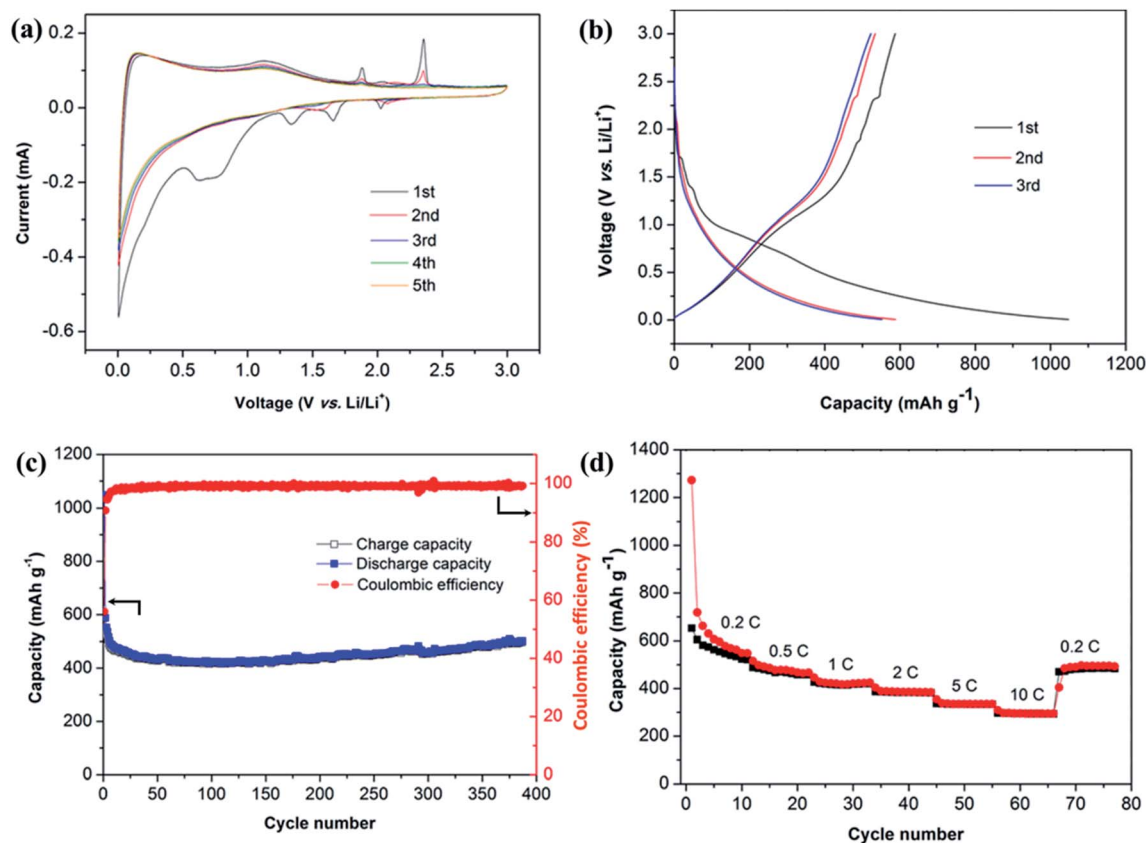 (a)
0.2
0.0
-0.2
-0.4
-0.6
Current (mA)
1st
2nd
3rd
4th
5th
0.0 0.5 1.0 1.5 2.0 2.5 3.0
Voltage (V vs. Li/Li⁺)
(b)
3.0
2.5
2.0
1.5
1.0
0.5
0.0
Voltage (V vs. Li/Li⁺)
1st
2nd
3rd
0 200 400 600 800 1000 1200
Capacity (mAh g⁻¹)
(c)
1200
1000
800
600
400
200
0
Capacity (mAh g⁻¹)
Charge capacity
Discharge capacity
Coulombic efficiency
100
80
60
40
20
0
Coulombic efficiency (%)
0 50 100 150 200 250 300 350 400
Cycle number
(d)
1400
1200
1000
800
600
400
200
0
Capacity (mAh g⁻¹)
0.2 C
0.5 C
1 C
2 C
5 C
10 C
0.2 C
0 10 20 30 40 50 60 70 80
Cycle number